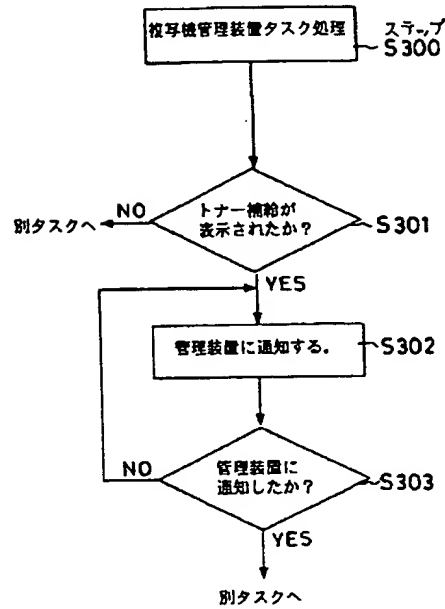 複写機管理装置タスク処理
ステップ
S300
トナー補給が
表示されたか?
NO
別タスクへ
S301
YES
管理装置に通知する。
S302
NO
管理装置に
通知したか?
S303
YES
別タスクへ